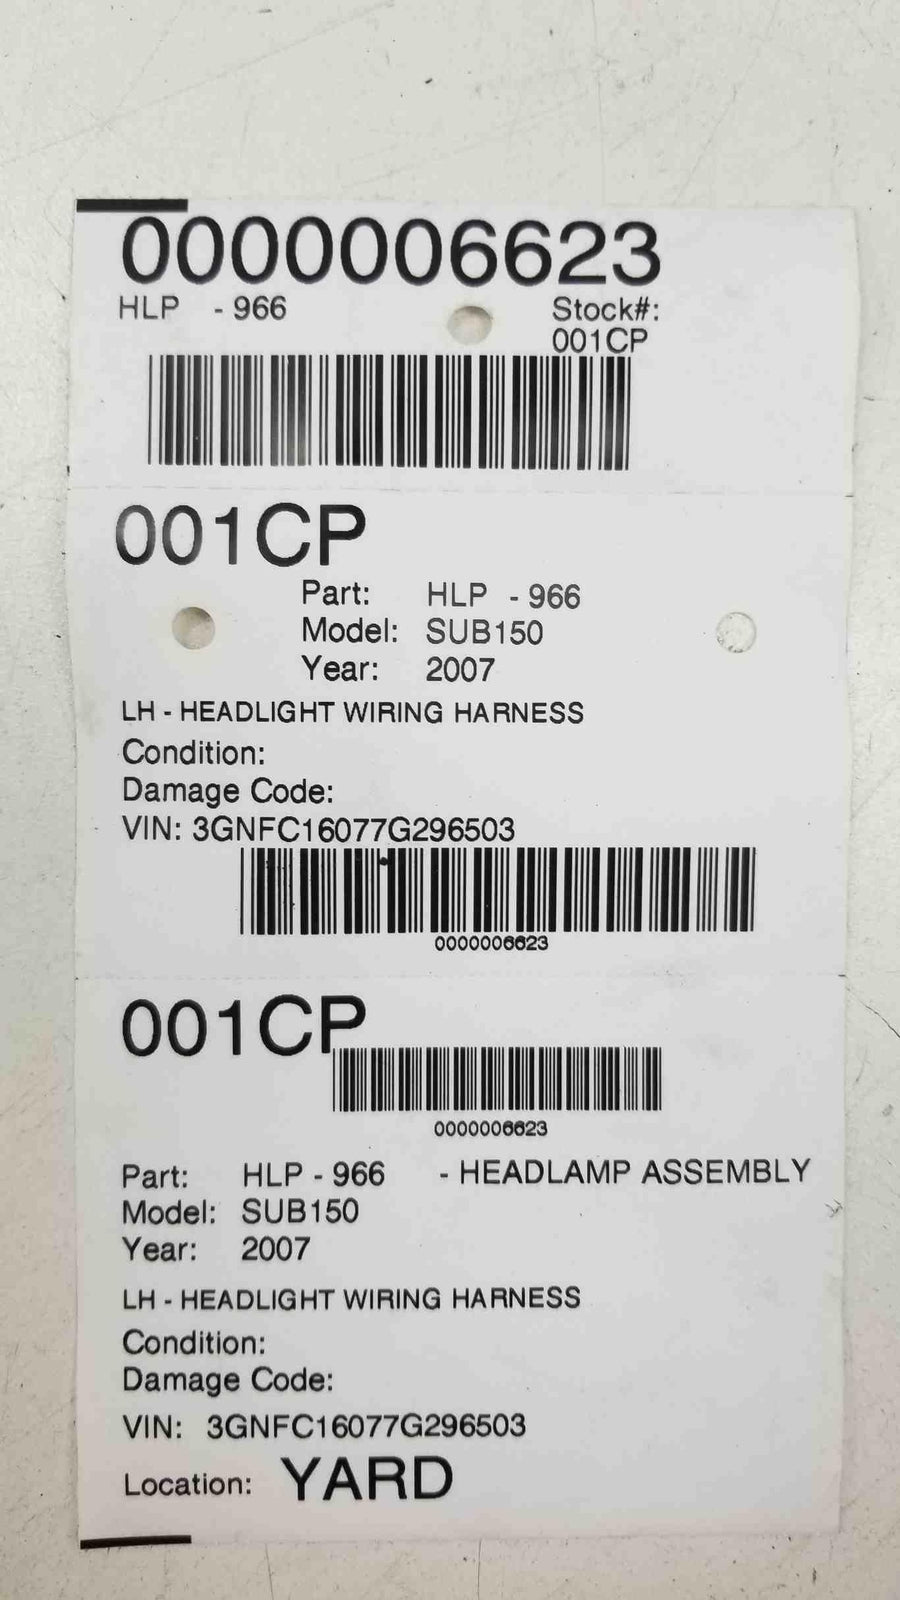 0000006623
HLP - 966 Stock#:
001CP
001CP
Part: HLP - 966
Model: SUB150
Year: 2007
LH - HEADLIGHT WIRING HARNESS
Condition:
Damage Code:
VIN: 3GNFC16077G296503
0000006623
001CP
0000006623
Part: HLP - 966 - HEADLAMP ASSEMBLY
Model: SUB150
Year: 2007
LH - HEADLIGHT WIRING HARNESS
Condition:
Damage Code:
VIN: 3GNFC16077G296503
Location: YARD